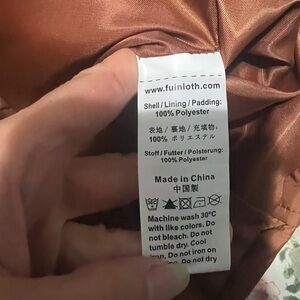 www.fuinloth.com
Shell / Lining / Padding:
100% Polyester
表地 / 裏地 / 充填物:
100% ポリエステル
Stoff / Futter / Polsterung:
100% Polyester
Made in China
中国製
Machine wash 30°C
with like colors. Do
not bleach. Do not
tumble dry. Cool
iron. Do not iron on
Do not dry